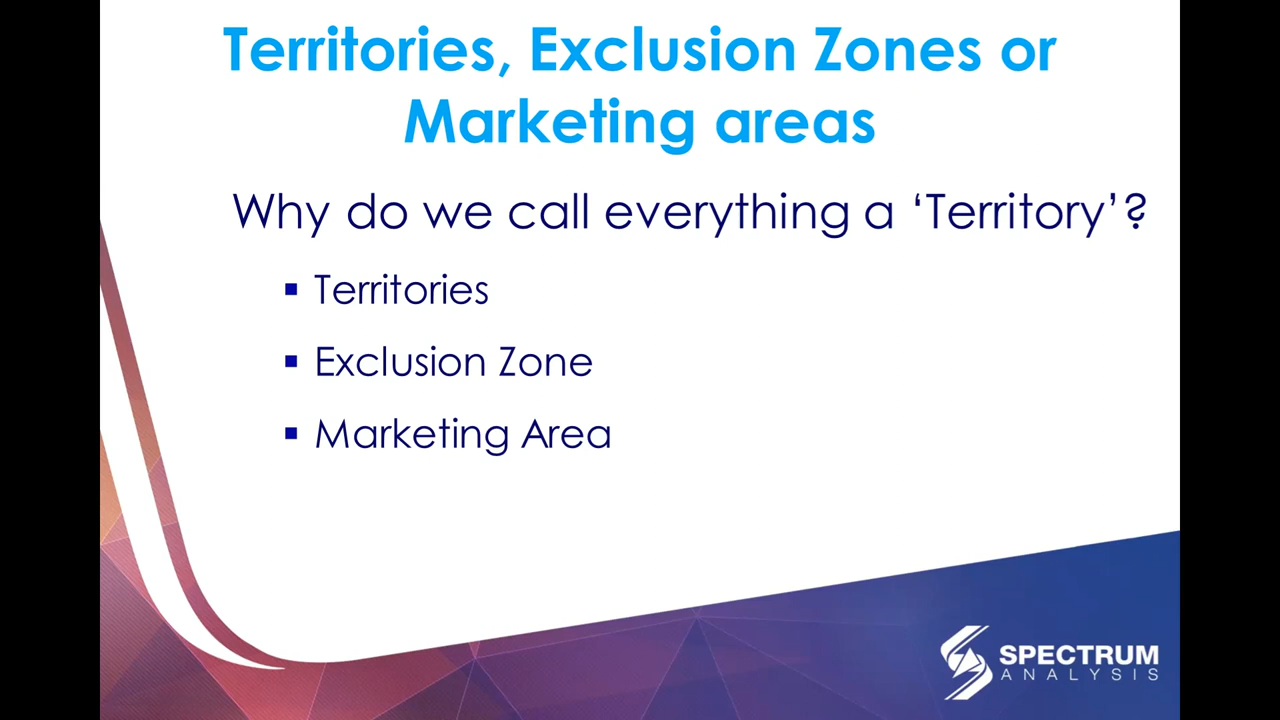 Territories, Exclusion Zones or
Marketing areas
Why do we call everything a ‘Territory’?
▪ Territories
▪ Exclusion Zone
▪ Marketing Area
SPECTRUM
ANALYSIS